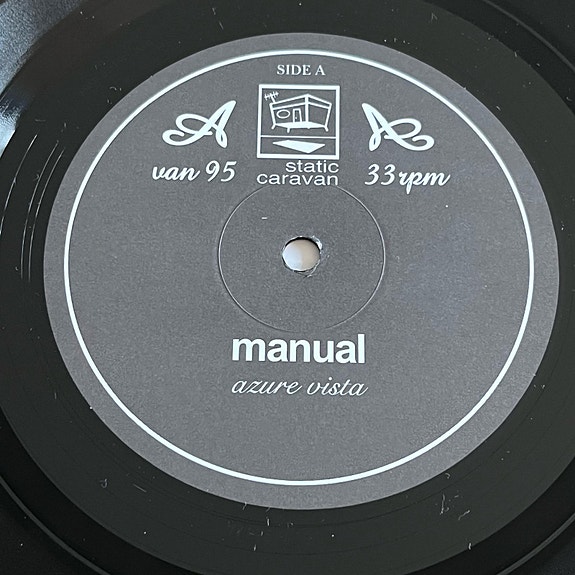 SIDE A
A A
van 95 static caravan 33rpm
manual
azure vista